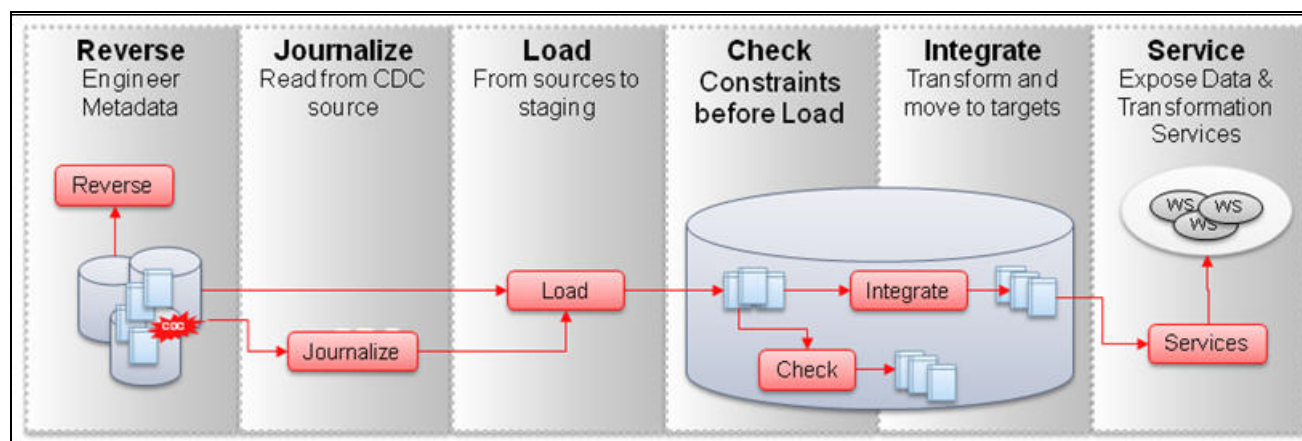 Reverse
Engineer
Metadata
Journalize
Read from CDC
source
Load
From sources to
staging
Check
Constraints
before Load
Integrate
Transform and
move to targets
Service
Expose Data &
Transformation
Services
Reverse
CDC
Journalize
Load
Integrate
Check
Services
WS
WS
WS